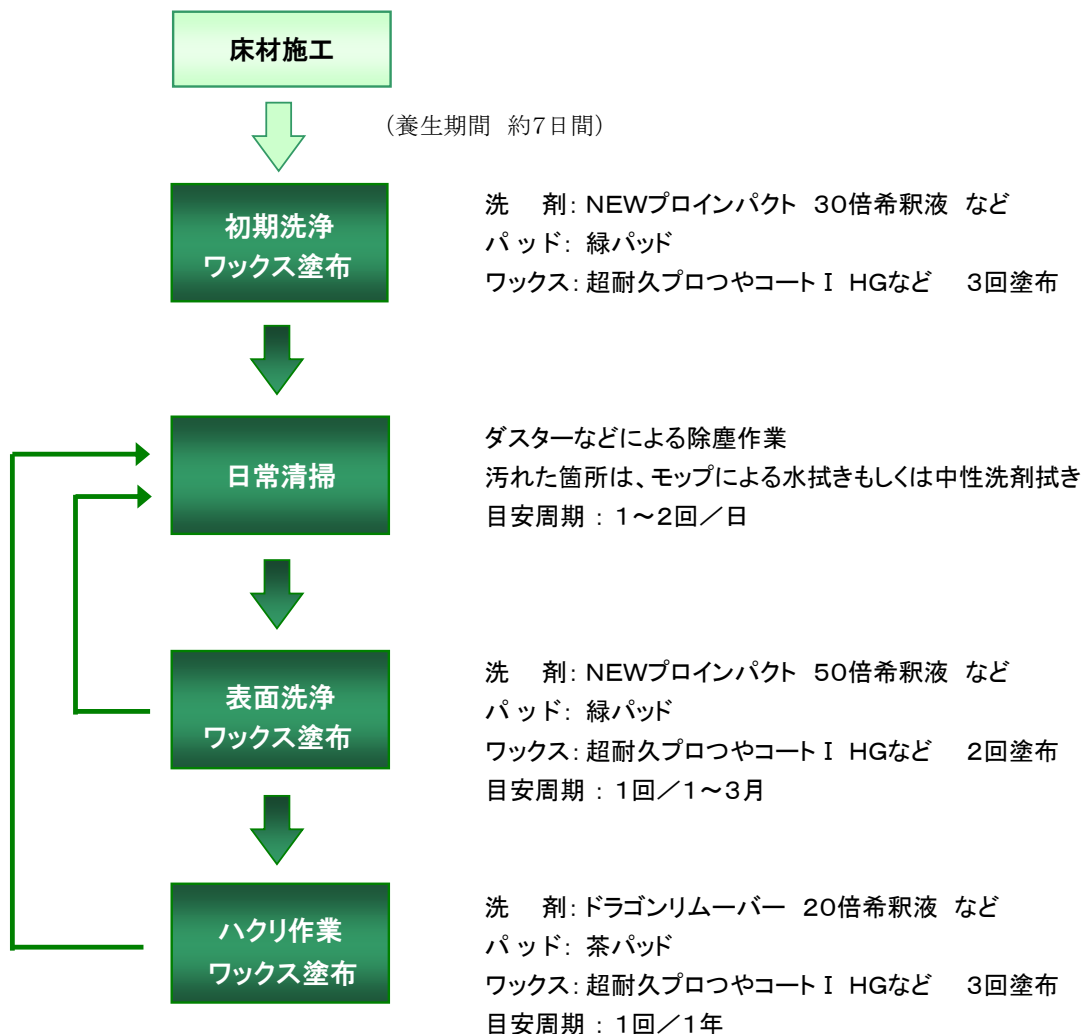 床材施工
（養生期間 約7日間）
初期洗浄
ワックス塗布
洗　剤： NEWプロインパクト　30倍希釈液 など
パッド： 緑パッド
ワックス： 超耐久プロつやコートⅠ HGなど　3回塗布
日常清掃
ダスターなどによる除塵作業
汚れた箇所は、モップによる水拭きもしくは中性洗剤拭き
目安周期 ： １～２回／日
表面洗浄
ワックス塗布
洗　剤： NEWプロインパクト　50倍希釈液 など
パッド： 緑パッド
ワックス： 超耐久プロつやコートⅠ HGなど　2回塗布
目安周期 ： １回／１～３月
ハクリ作業
ワックス塗布
洗　剤： ドラゴンリムーバー　20倍希釈液 など
パッド： 茶パッド
ワックス： 超耐久プロつやコートⅠ HGなど　3回塗布
目安周期 ： １回／１年